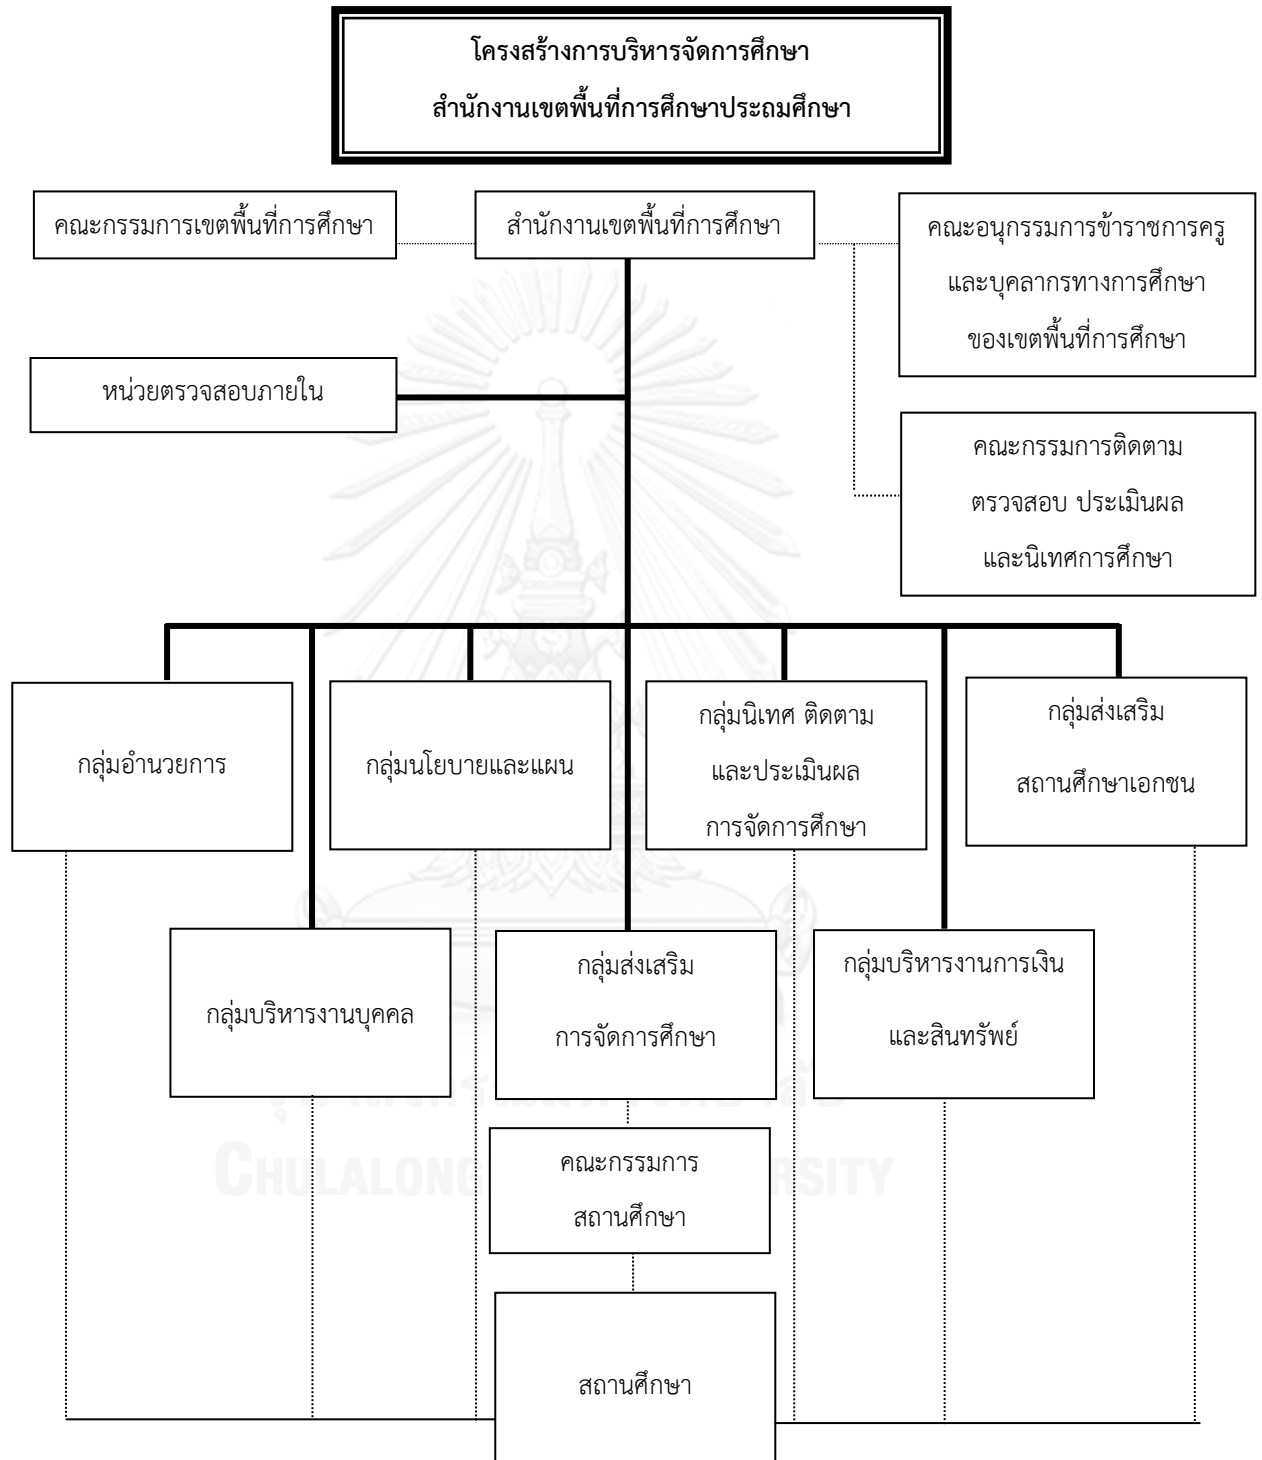 โครงสร้างการบริหารจัดการศึกษา
สำนักงานเขตพื้นที่การศึกษาประถมศึกษา
คณะกรรมการเขตพื้นที่การศึกษา
สำนักงานเขตพื้นที่การศึกษา
คณะอนุกรรมการข้าราชการครู
และบุคลากรทางการศึกษา
ของเขตพื้นที่การศึกษา
หน่วยตรวจสอบภายใน
คณะกรรมการติดตาม
ตรวจสอบ ประเมินผล
และนิเทศการศึกษา
กลุ่มอำนวยการ
กลุ่มนโยบายและแผน
กลุ่มนิเทศ ติดตาม
และประเมินผล
การจัดการศึกษา
กลุ่มส่งเสริม
สถานศึกษาเอกชน
กลุ่มบริหารงานบุคคล
กลุ่มส่งเสริม
การจัดการศึกษา
กลุ่มบริหารงานการเงิน
และสินทรัพย์
คณะกรรมการ
สถานศึกษา
สถานศึกษา